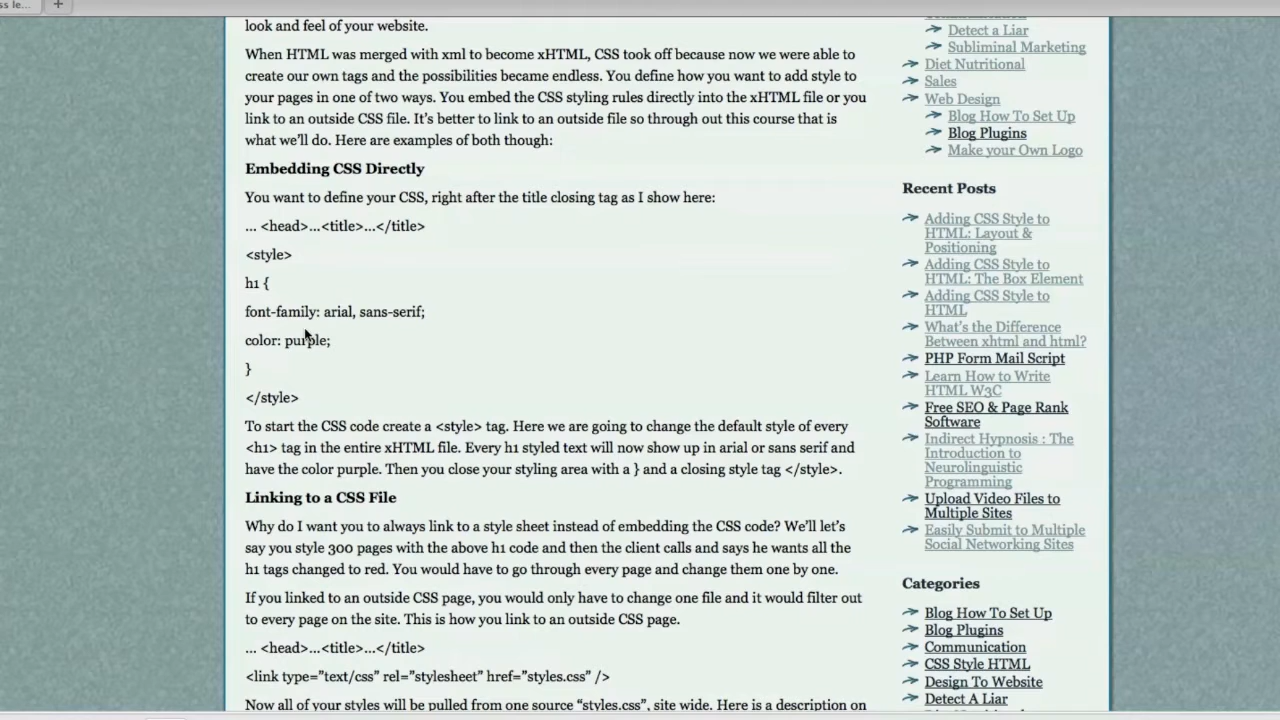 ss le...
+
look and feel of your website.
When HTML was merged with xml to become xHTML, CSS took off because now we were able to
create our own tags and the possibilities became endless. You define how you want to add style to
your pages in one of two ways. You embed the CSS styling rules directly into the xHTML file or you
link to an outside CSS file. It's better to link to an outside file so through out this course that is
what we'll do. Here are examples of both though:
Embedding CSS Directly
You want to define your CSS, right after the title closing tag as I show here:
... <head>...<title>...</title>
<style>
h1 {
font-family: arial, sans-serif;
color: purple;
}
</style>
To start the CSS code create a <style> tag. Here we are going to change the default style of every
<h1> tag in the entire xHTML file. Every h1 styled text will now show up in arial or sans serif and
have the color purple. Then you close your styling area with a } and a closing style tag </style>.
Linking to a CSS File
Why do I want you to always link to a style sheet instead of embedding the CSS code? We'll let's
say you style 300 pages with the above h1 code and then the client calls and says he wants all the
h1 tags changed to red. You would have to go through every page and change them one by one.
If you linked to an outside CSS page, you would only have to change one file and it would filter out
to every page on the site. This is how you link to an outside CSS page.
... <head>...<title>...</title>
<link type="text/css" rel="stylesheet" href="styles.css" />
Now all of your styles will be pulled from one source "styles.css", site wide. Here is a description on
Detect a Liar
Subliminal Marketing
Diet Nutritional
Sales
Web Design
Blog How To Set Up
Blog Plugins
Make your Own Logo
Recent Posts
Adding CSS Style to
HTML: Layout &
Positioning
Adding CSS Style to
HTML: The Box Element
Adding CSS Style to
HTML
What's the Difference
Between xhtml and html?
PHP Form Mail Script
Learn How to Write
HTML W3C
Free SEO & Page Rank
Software
Indirect Hypnosis : The
Introduction to
Neurolinguistic
Programming
Upload Video Files to
Multiple Sites
Easily Submit to Multiple
Social Networking Sites
Categories
Blog How To Set Up
Blog Plugins
Communication
CSS Style HTML
Design To Website
Detect A Liar